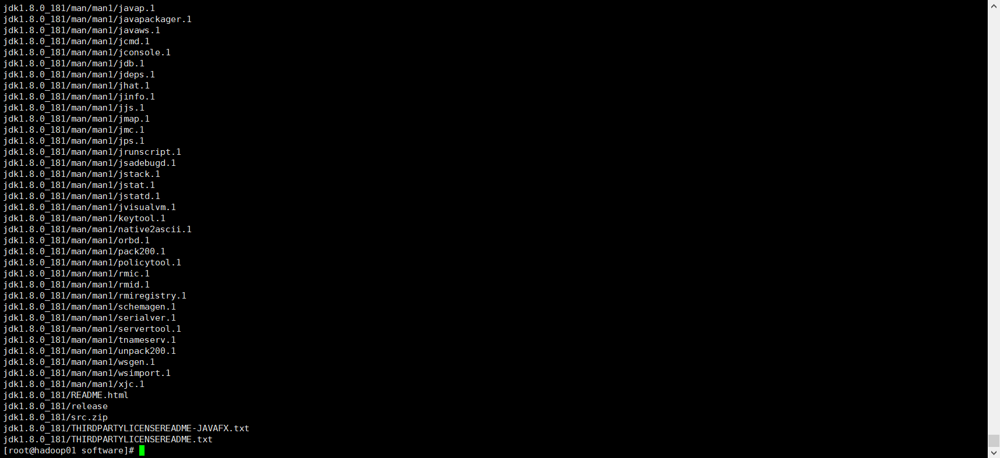 jdk1.8.0_181/man/man1/javap.1
jdk1.8.0_181/man/man1/javapackager.1
jdk1.8.0_181/man/man1/javaws.1
jdk1.8.0_181/man/man1/jcmd.1
jdk1.8.0_181/man/man1/jconsole.1
jdk1.8.0_181/man/man1/jdb.1
jdk1.8.0_181/man/man1/jdeps.1
jdk1.8.0_181/man/man1/jhat.1
jdk1.8.0_181/man/man1/jinfo.1
jdk1.8.0_181/man/man1/jjs.1
jdk1.8.0_181/man/man1/jmap.1
jdk1.8.0_181/man/man1/jmc.1
jdk1.8.0_181/man/man1/jps.1
jdk1.8.0_181/man/man1/jrunscript.1
jdk1.8.0_181/man/man1/jsadebugd.1
jdk1.8.0_181/man/man1/jstack.1
jdk1.8.0_181/man/man1/jstat.1
jdk1.8.0_181/man/man1/jstatd.1
jdk1.8.0_181/man/man1/jvisualvm.1
jdk1.8.0_181/man/man1/keytool.1
jdk1.8.0_181/man/man1/native2ascii.1
jdk1.8.0_181/man/man1/orbd.1
jdk1.8.0_181/man/man1/pack200.1
jdk1.8.0_181/man/man1/policytool.1
jdk1.8.0_181/man/man1/rmic.1
jdk1.8.0_181/man/man1/rmid.1
jdk1.8.0_181/man/man1/rmiregistry.1
jdk1.8.0_181/man/man1/schemagen.1
jdk1.8.0_181/man/man1/serialver.1
jdk1.8.0_181/man/man1/servertool.1
jdk1.8.0_181/man/man1/tnameserv.1
jdk1.8.0_181/man/man1/unpack200.1
jdk1.8.0_181/man/man1/wsgen.1
jdk1.8.0_181/man/man1/wsimport.1
jdk1.8.0_181/man/man1/xjc.1
jdk1.8.0_181/README.html
jdk1.8.0_181/release
jdk1.8.0_181/src.zip
jdk1.8.0_181/THIRDPARTYLICENSEREADME-JAVAFX.txt
jdk1.8.0_181/THIRDPARTYLICENSEREADME.txt
[root@hadoop01 software]#